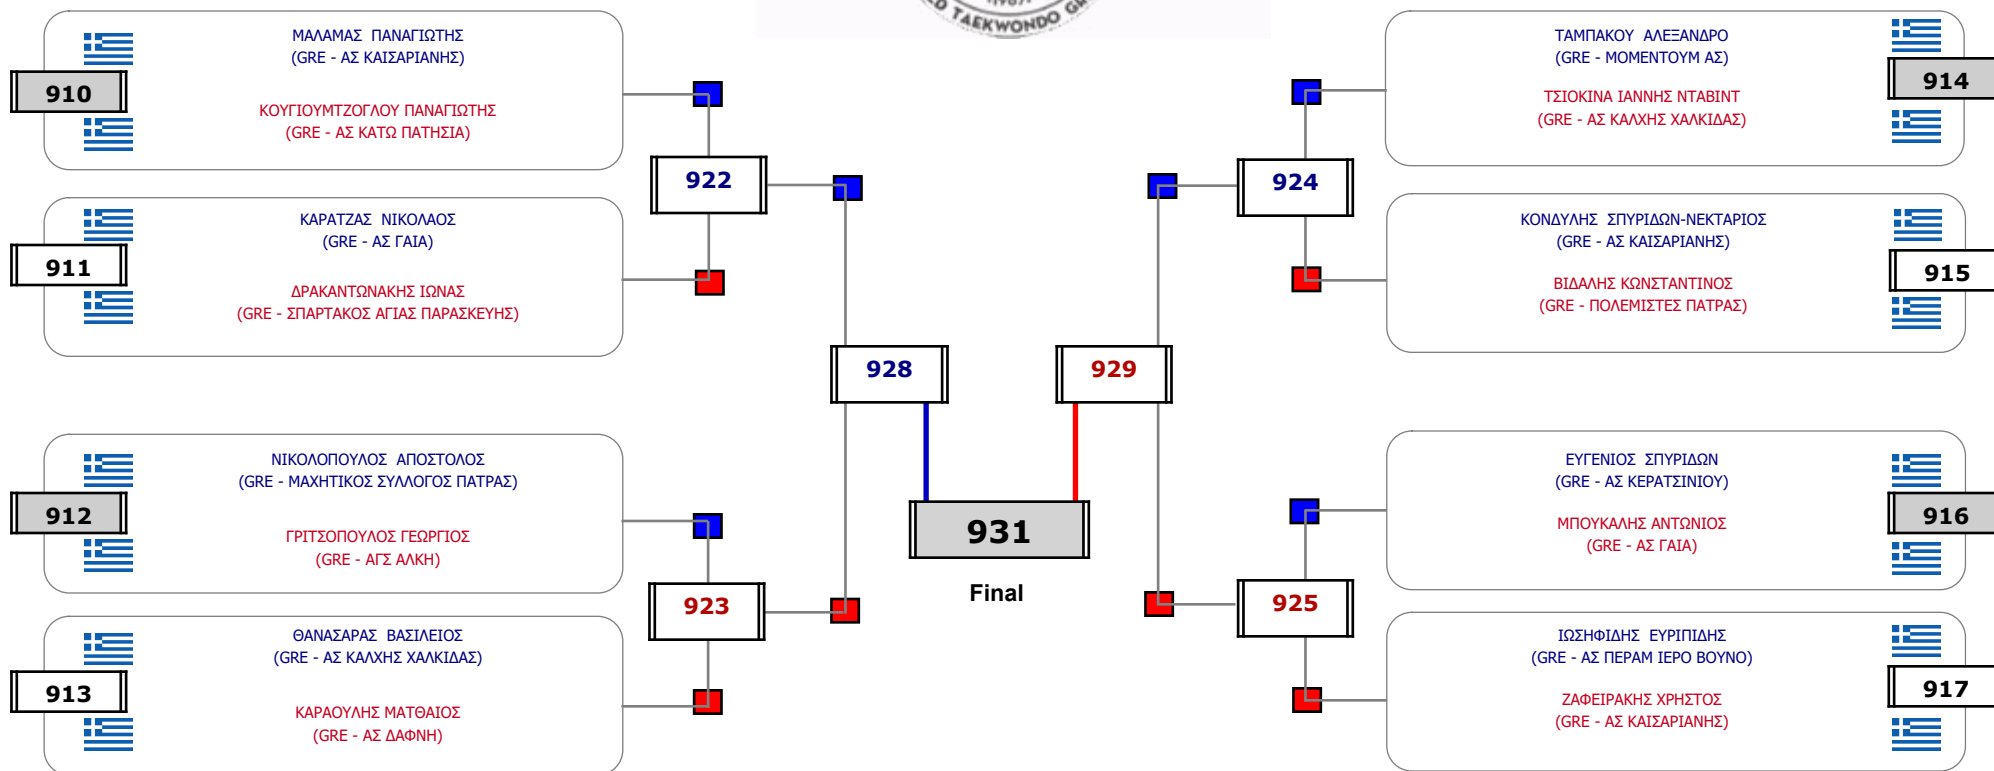 TAEKWONDO
910
ΜΑΛΑΜΑΣ ΠΑΝΑΓΙΩΤΗΣ
(GRE - ΑΣ ΚΑΙΣΑΡΙΑΝΗΣ)
ΚΟΥΓΙΟΥΜΤΖΟΓΛΟΥ ΠΑΝΑΓΙΩΤΗΣ
(GRE - ΑΣ ΚΑΤΩ ΠΑΤΗΣΙΑ)
911
ΚΑΡΑΤΖΑΣ ΝΙΚΟΛΑΟΣ
(GRE - ΑΣ ΓΑΙΑ)
ΔΡΑΚΑΝΤΩΝΑΚΗΣ ΙΩΝΑΣ
(GRE - ΣΠΑΡΤΑΚΟΣ ΑΓΙΑΣ ΠΑΡΑΣΚΕΥΗΣ)
912
ΝΙΚΟΛΟΠΟΥΛΟΣ ΑΠΟΣΤΟΛΟΣ
(GRE - ΜΑΧΗΤΙΚΟΣ ΣΥΛΛΟΓΟΣ ΠΑΤΡΑΣ)
ΓΡΙΤΣΟΠΟΥΛΟΣ ΓΕΩΡΓΙΟΣ
(GRE - ΑΓΣ ΑΛΚΗ)
913
ΘΑΝΑΣΑΡΑΣ ΒΑΣΙΛΕΙΟΣ
(GRE - ΑΣ ΚΑΛΧΗΣ ΧΑΛΚΙΔΑΣ)
ΚΑΡΑΟΥΛΗΣ ΜΑΤΘΑΙΟΣ
(GRE - ΑΣ ΔΑΦΝΗ)
922
923
928
931
Final
929
924
925
ΤΑΜΠΑΚΟΥ ΑΛΕΞΑΝΔΡΟ
(GRE - ΜΟΜΕΝΤΟΥΜ ΑΣ)
ΤΣΙΟΚΙΝΑ ΙΑΝΝΗΣ ΝΤΑΒΙΝΤ
(GRE - ΑΣ ΚΑΛΧΗΣ ΧΑΛΚΙΔΑΣ)
914
ΚΟΝΔΥΛΗΣ ΣΠΥΡΙΔΩΝ-ΝΕΚΤΑΡΙΟΣ
(GRE - ΑΣ ΚΑΙΣΑΡΙΑΝΗΣ)
ΒΙΔΑΛΗΣ ΚΩΝΣΤΑΝΤΙΝΟΣ
(GRE - ΠΟΛΕΜΙΣΤΕΣ ΠΑΤΡΑΣ)
915
ΕΥΓΕΝΙΟΣ ΣΠΥΡΙΔΩΝ
(GRE - ΑΣ ΚΕΡΑΤΣΙΝΙΟΥ)
ΜΠΟΥΚΑΛΗΣ ΑΝΤΩΝΙΟΣ
(GRE - ΑΣ ΓΑΙΑ)
916
ΙΩΣΗΦΙΔΗΣ ΕΥΡΙΠΙΔΗΣ
(GRE - ΑΣ ΠΕΡΑΜ ΙΕΡΟ ΒΟΥΝΟ)
ΖΑΦΕΙΡΑΚΗΣ ΧΡΗΣΤΟΣ
(GRE - ΑΣ ΚΑΙΣΑΡΙΑΝΗΣ)
917